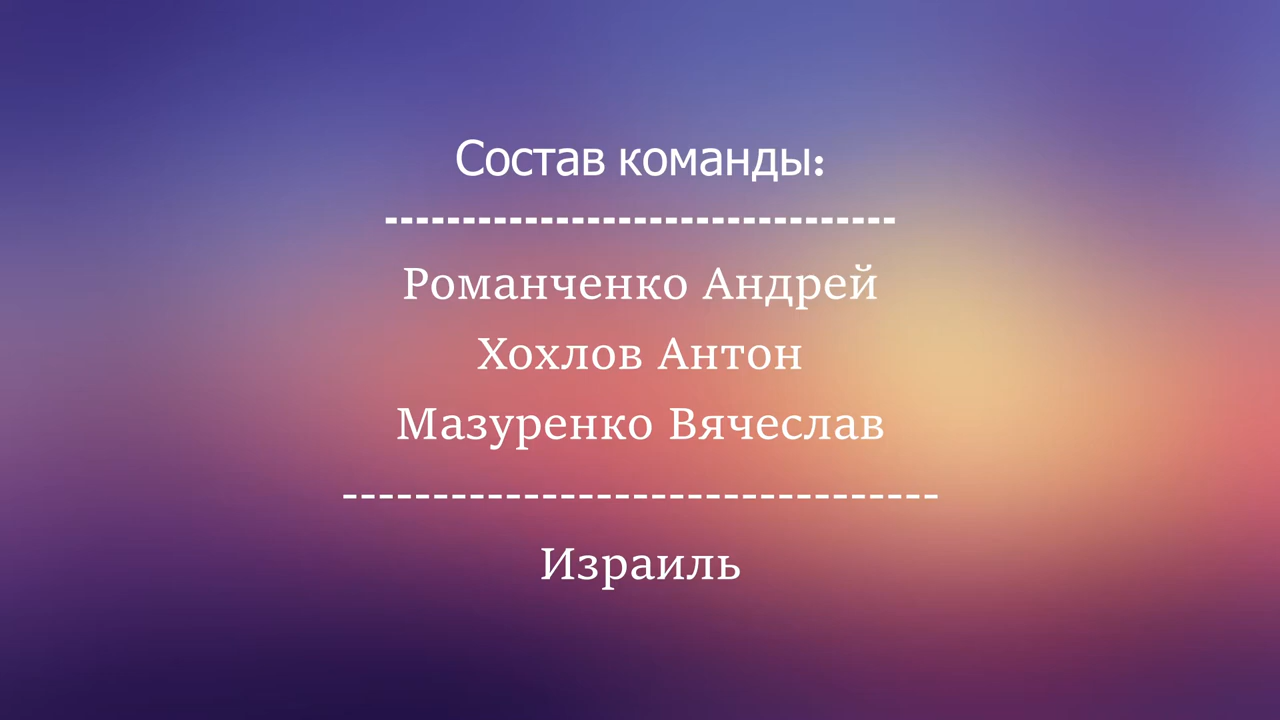 Состав команды:
---------------------------------
Романченко Андрей
Хохлов Антон
Мазуренко Вячеслав
---------------------------------
Израиль